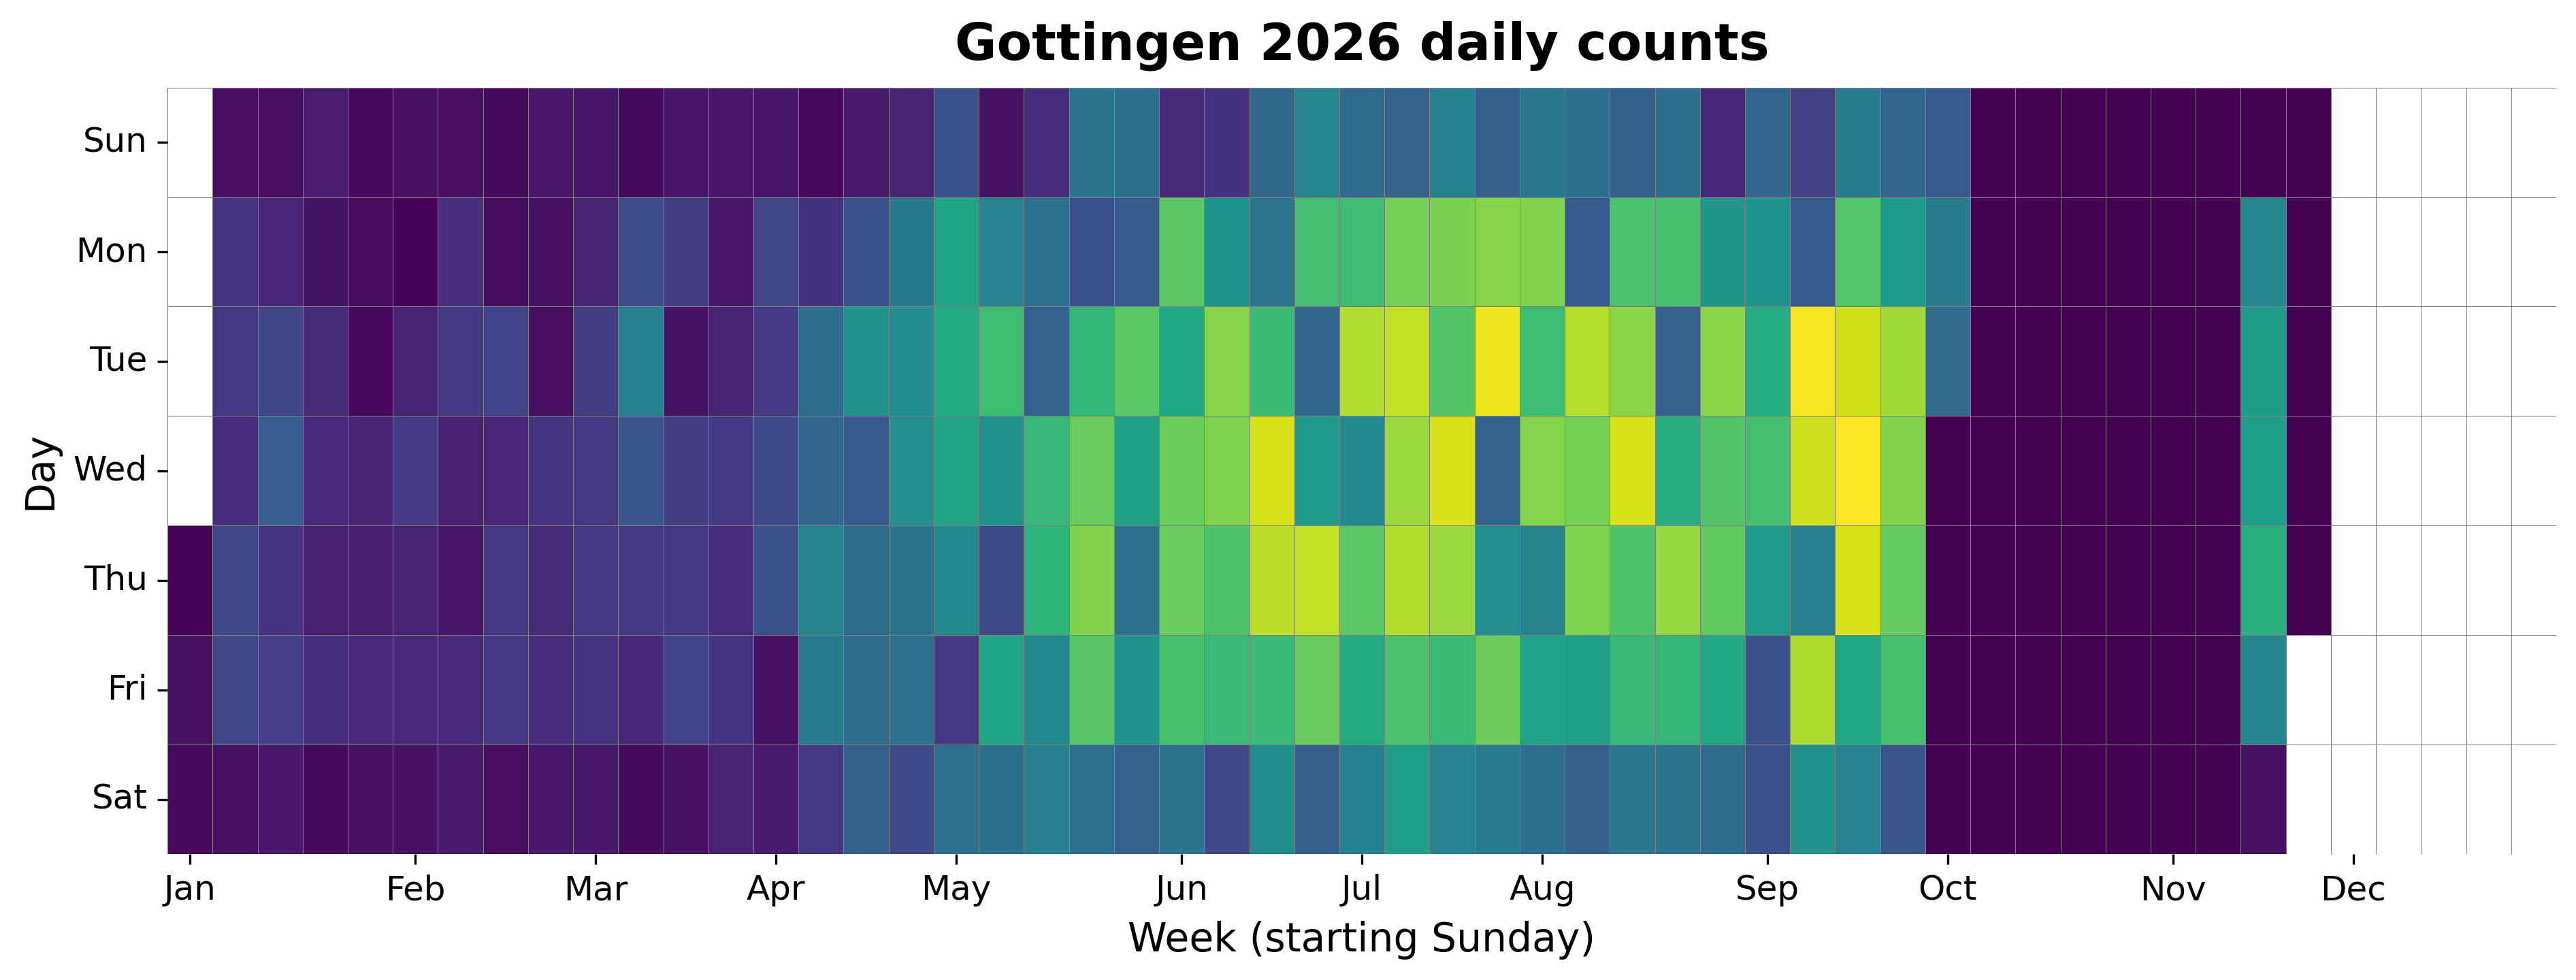 Gottingen 2026 daily counts
Day
Sun
Mon
Tue
Wed
Thu
Fri
Sat
Jan Feb Mar Apr May Jun Jul Aug Sep Oct Nov Dec
Week (starting Sunday)